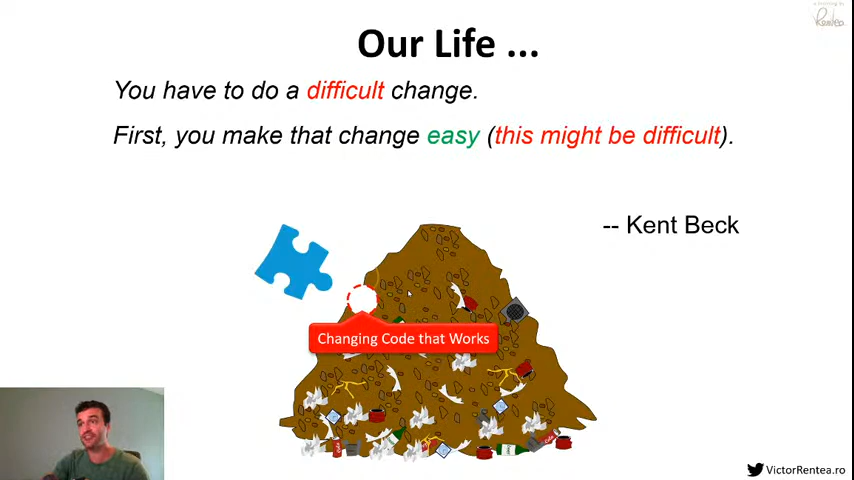 Our Life ...
You have to do a difficult change.
First, you make that change easy (this might be difficult).
-- Kent Beck
Changing Code that Works
VictorRentea.ro